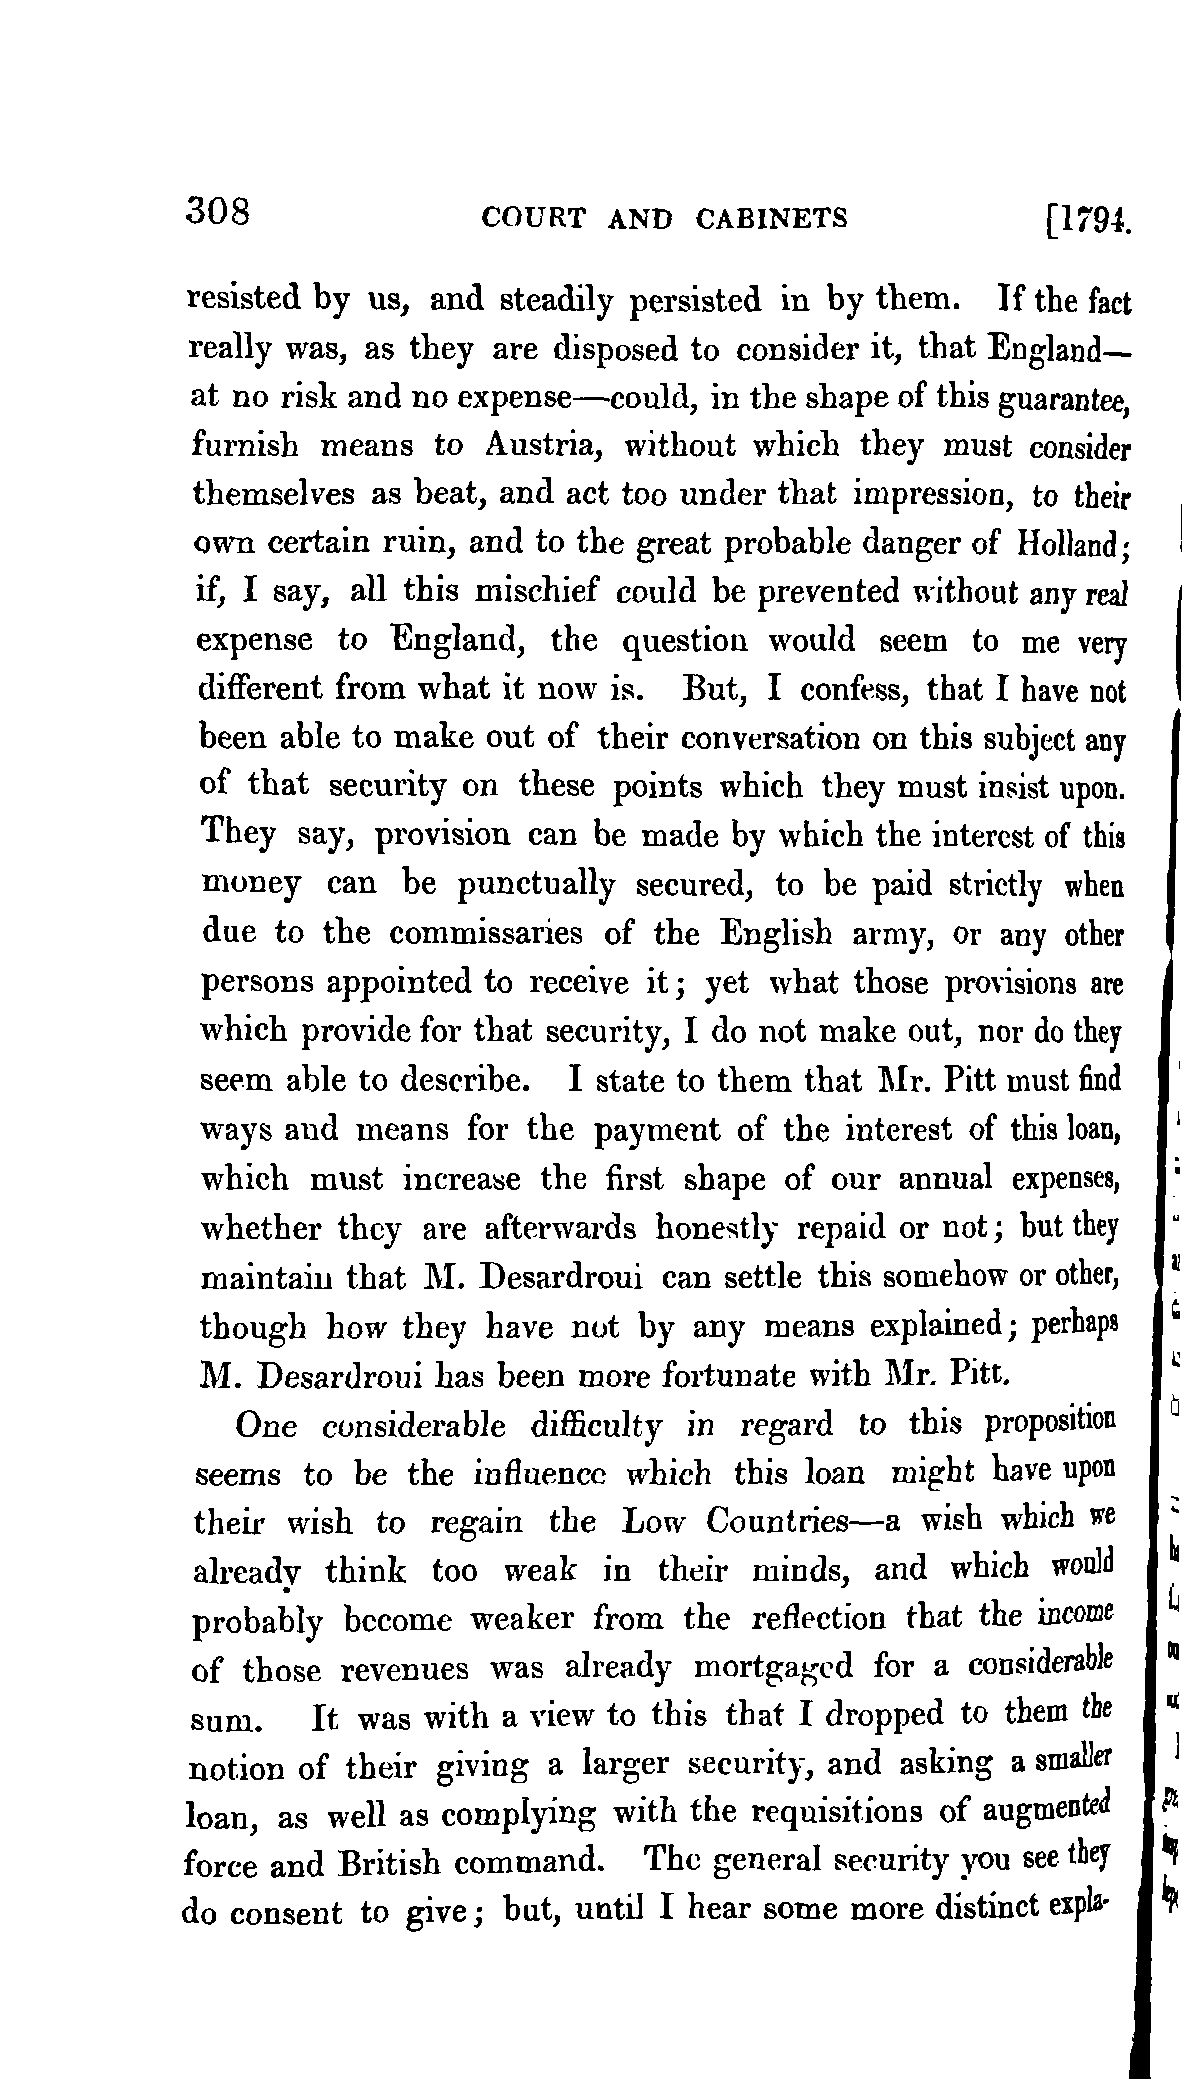 308 COURT AND CABINETS [1794.
resisted by us, and steadily persisted in by them. If the fact
really was, as they are disposed to consider it, that England—
at no risk and no expense—could, in the shape of this guarantee,
furnish means to Austria, without which they must consider
themselves as beat, and act too under that impression, to their
own certain ruin, and to the great probable danger of Holland;
if, I say, all this mischief could be prevented without any real
expense to England, the question would seem to me very
different from what it now is. But, I confess, that I have not
been able to make out of their conversation on this subject any
of that security on these points which they must insist upon.
They say, provision can be made by which the interest of this
money can be punctually secured, to be paid strictly when
due to the commissaries of the English army, or any other
persons appointed to receive it; yet what those provisions are
which provide for that security, I do not make out, nor do they
seem able to describe. I state to them that Mr. Pitt must find
ways and means for the payment of the interest of this loan,
which must increase the first shape of our annual expenses,
whether they are afterwards honestly repaid or not; but they
maintain that M. Desardroui can settle this somehow or other,
though how they have not by any means explained; perhaps
M. Desardroui has been more fortunate with Mr. Pitt.
One considerable difficulty in regard to this proposition
seems to be the influence which this loan might have upon
their wish to regain the Low Countries—a wish which we
already think too weak in their minds, and which would
probably become weaker from the reflection that the income
of those revenues was already mortgaged for a considerable
sum. It was with a view to this that I dropped to them the
notion of their giving a larger security, and asking a smaller
loan, as well as complying with the requisitions of augmented
force and British command. The general security you see they
do consent to give; but, until I hear some more distinct expla-